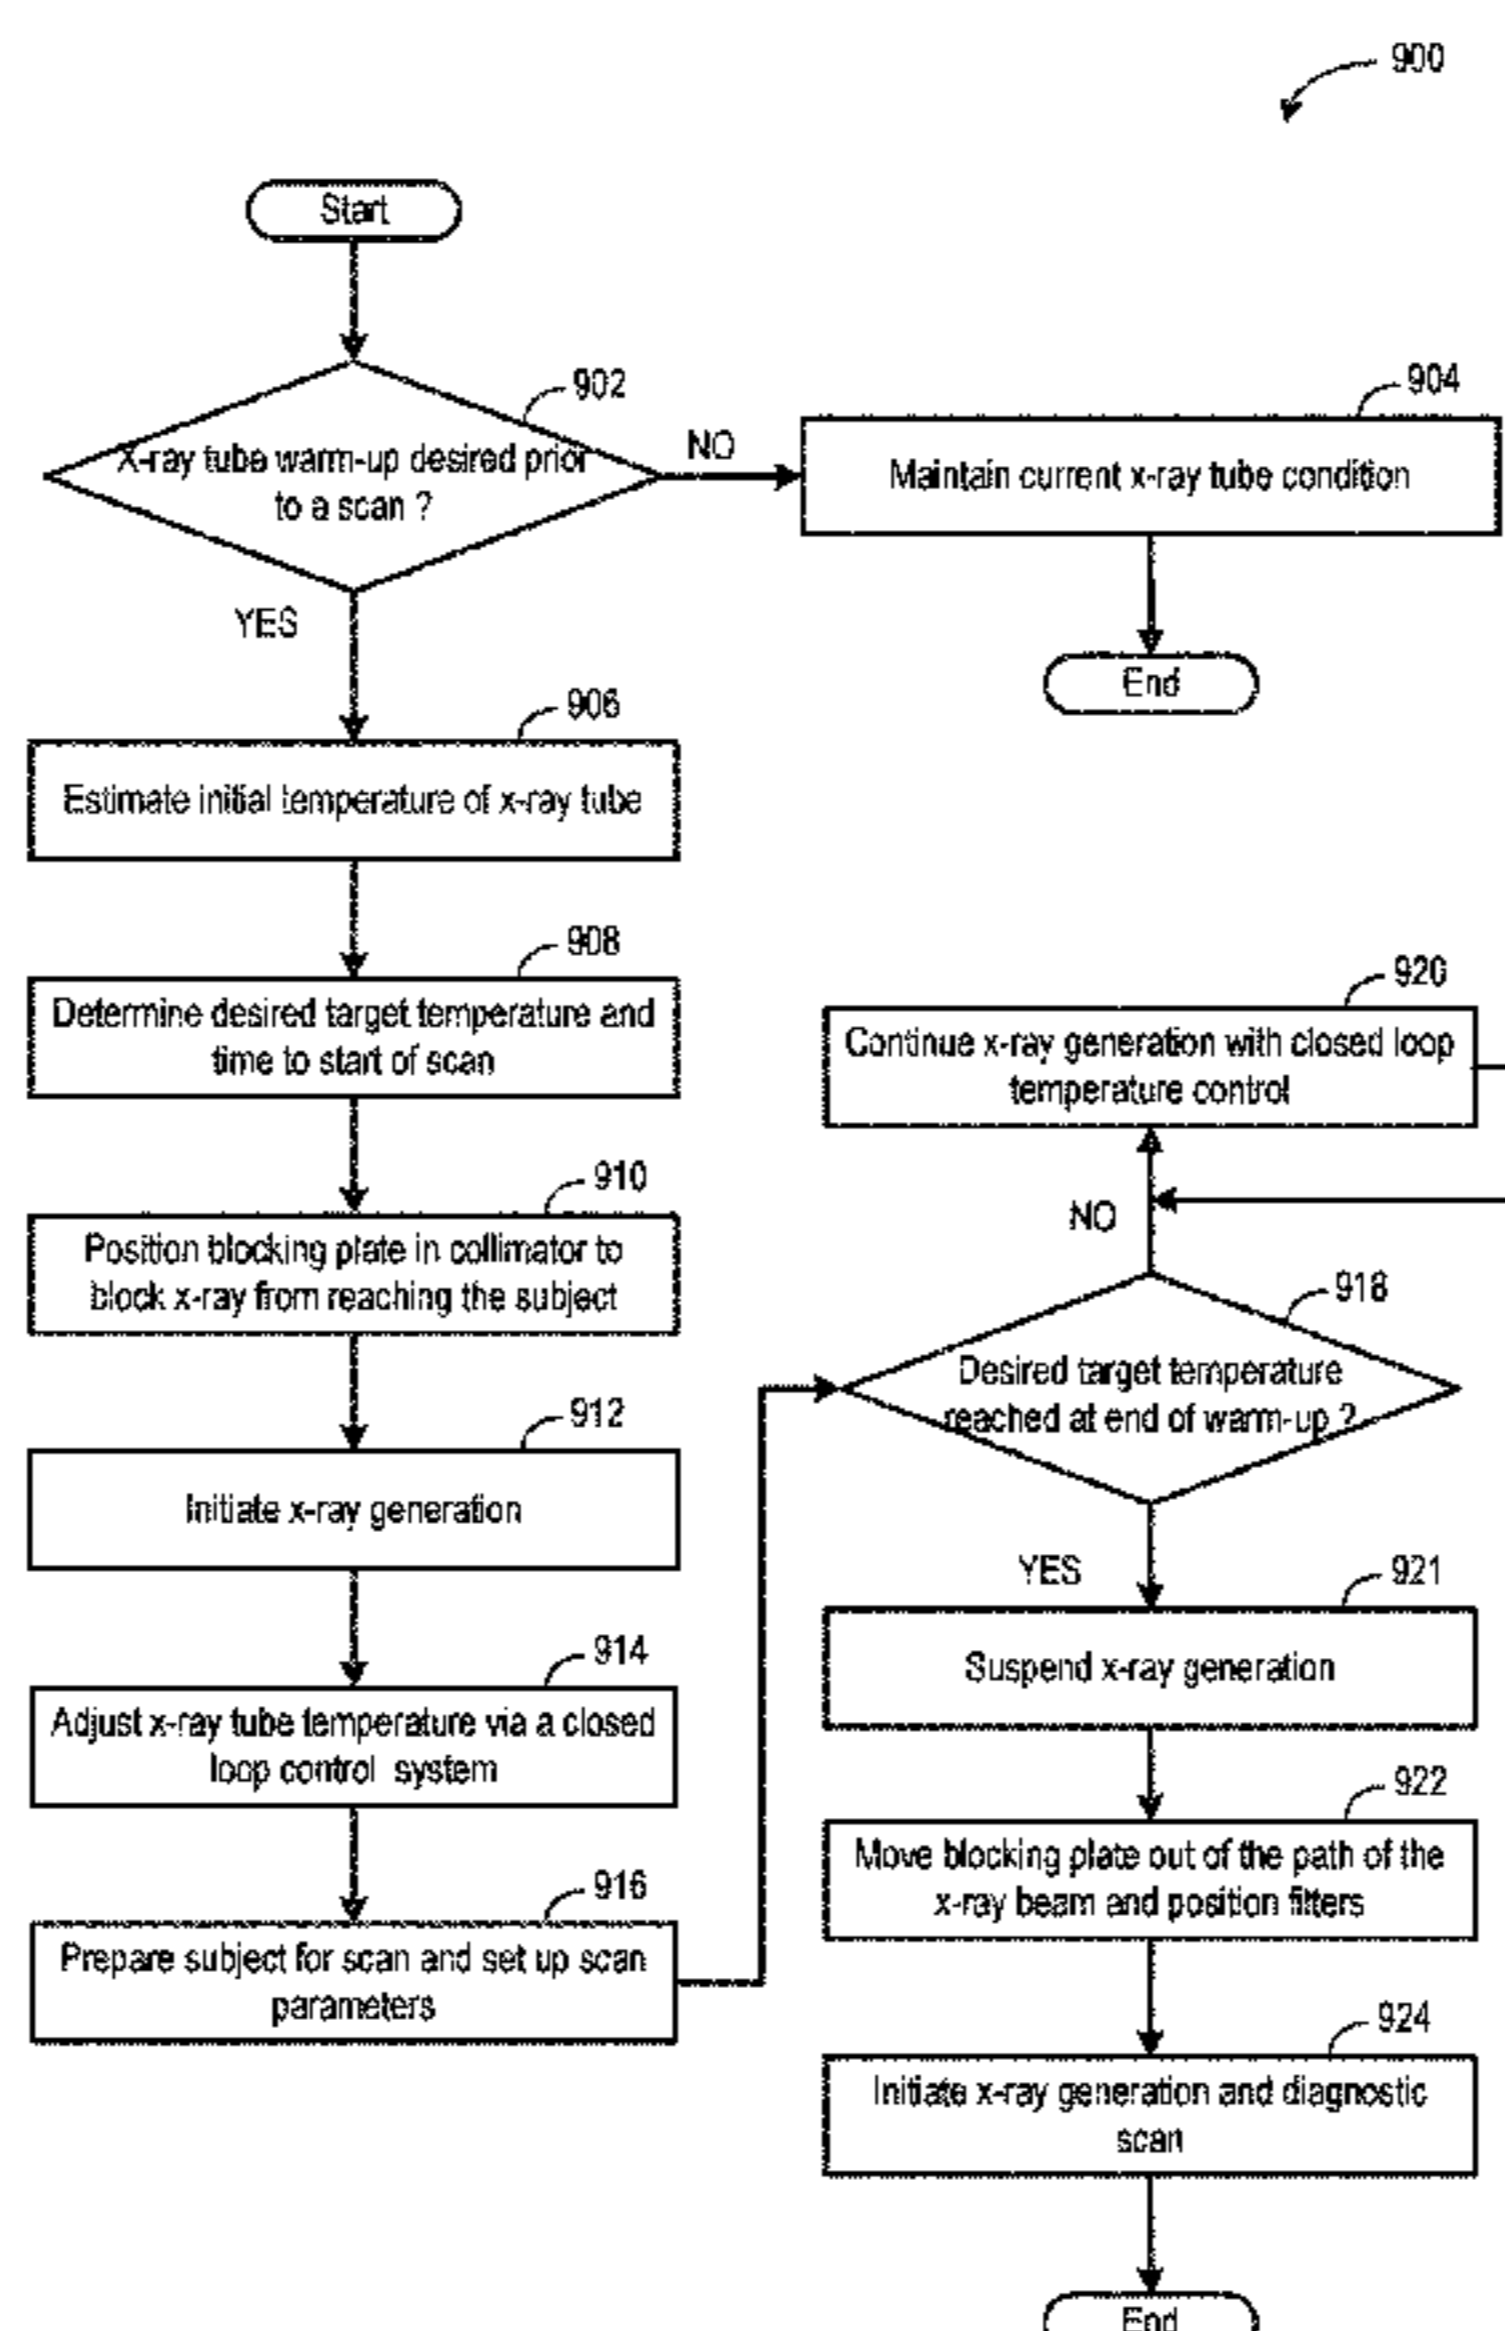 900
Start
902
X-ray tube warm-up desired prior
to a scan ?
NO
904
Maintain current x-ray tube condition
End
YES
906
Estimate initial temperature of x-ray tube
908
Determine desired target temperature and
time to start of scan
910
Position blocking plate in collimator to
block x-ray from reaching the subject
912
Initiate x-ray generation
914
Adjust x-ray tube temperature via a closed
loop control system
916
Prepare subject for scan and set up scan
parameters
920
Continue x-ray generation with closed loop
temperature control
NO
918
Desired target temperature
reached at end of warm-up ?
YES
921
Suspend x-ray generation
922
Move blocking plate out of the path of the
x-ray beam and position filters
924
Initiate x-ray generation and diagnostic
scan
End